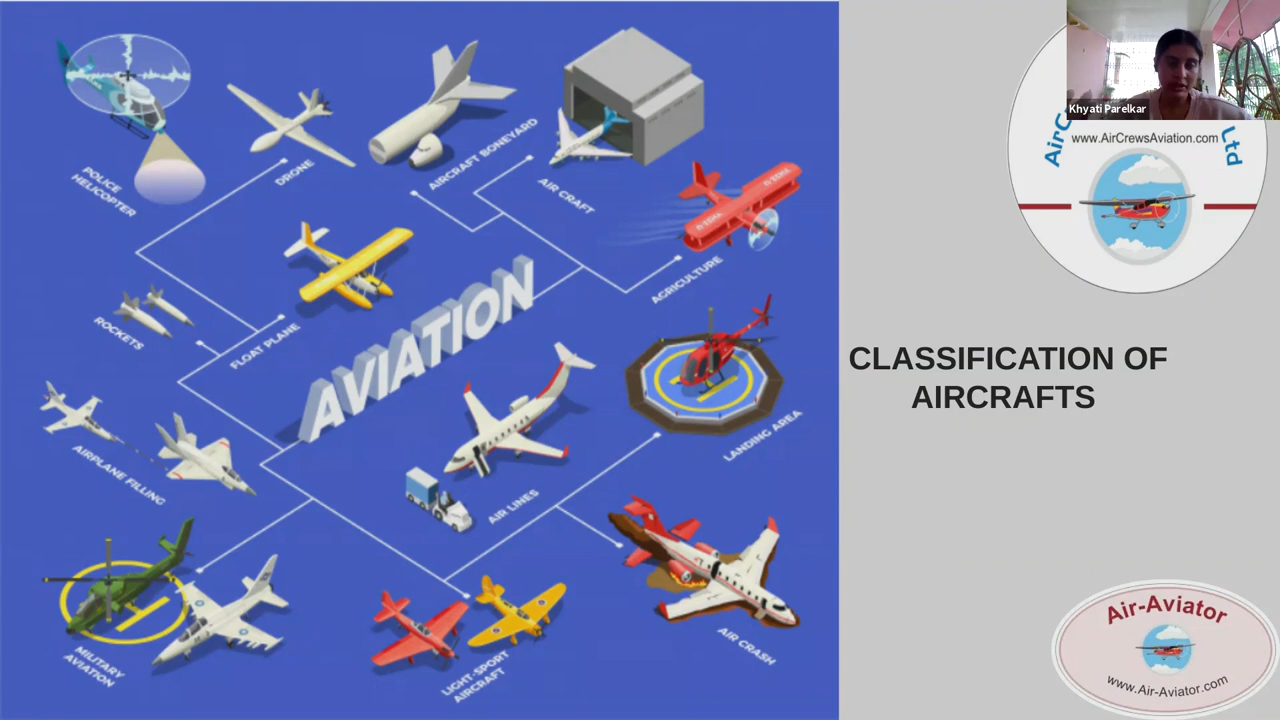 Khyati Parelkar
AirC
Ltd
www.AirCrewsAviation.com
POLICE
HELICOPTER
DRONE
AIRCRAFT BONEYARD
AIR CRAFT
AGRICULTURE
ROCKETS
FLOAT PLANE
AVIATION
CLASSIFICATION OF
AIRCRAFTS
LANDING AREA
AIRPLANE FILLING
AIR LINES
MILITARY
AVIATION
LIGHT-SPORT
AIRCRAFT
AIR CRASH
Air-Aviator
www.Air-Aviator.com